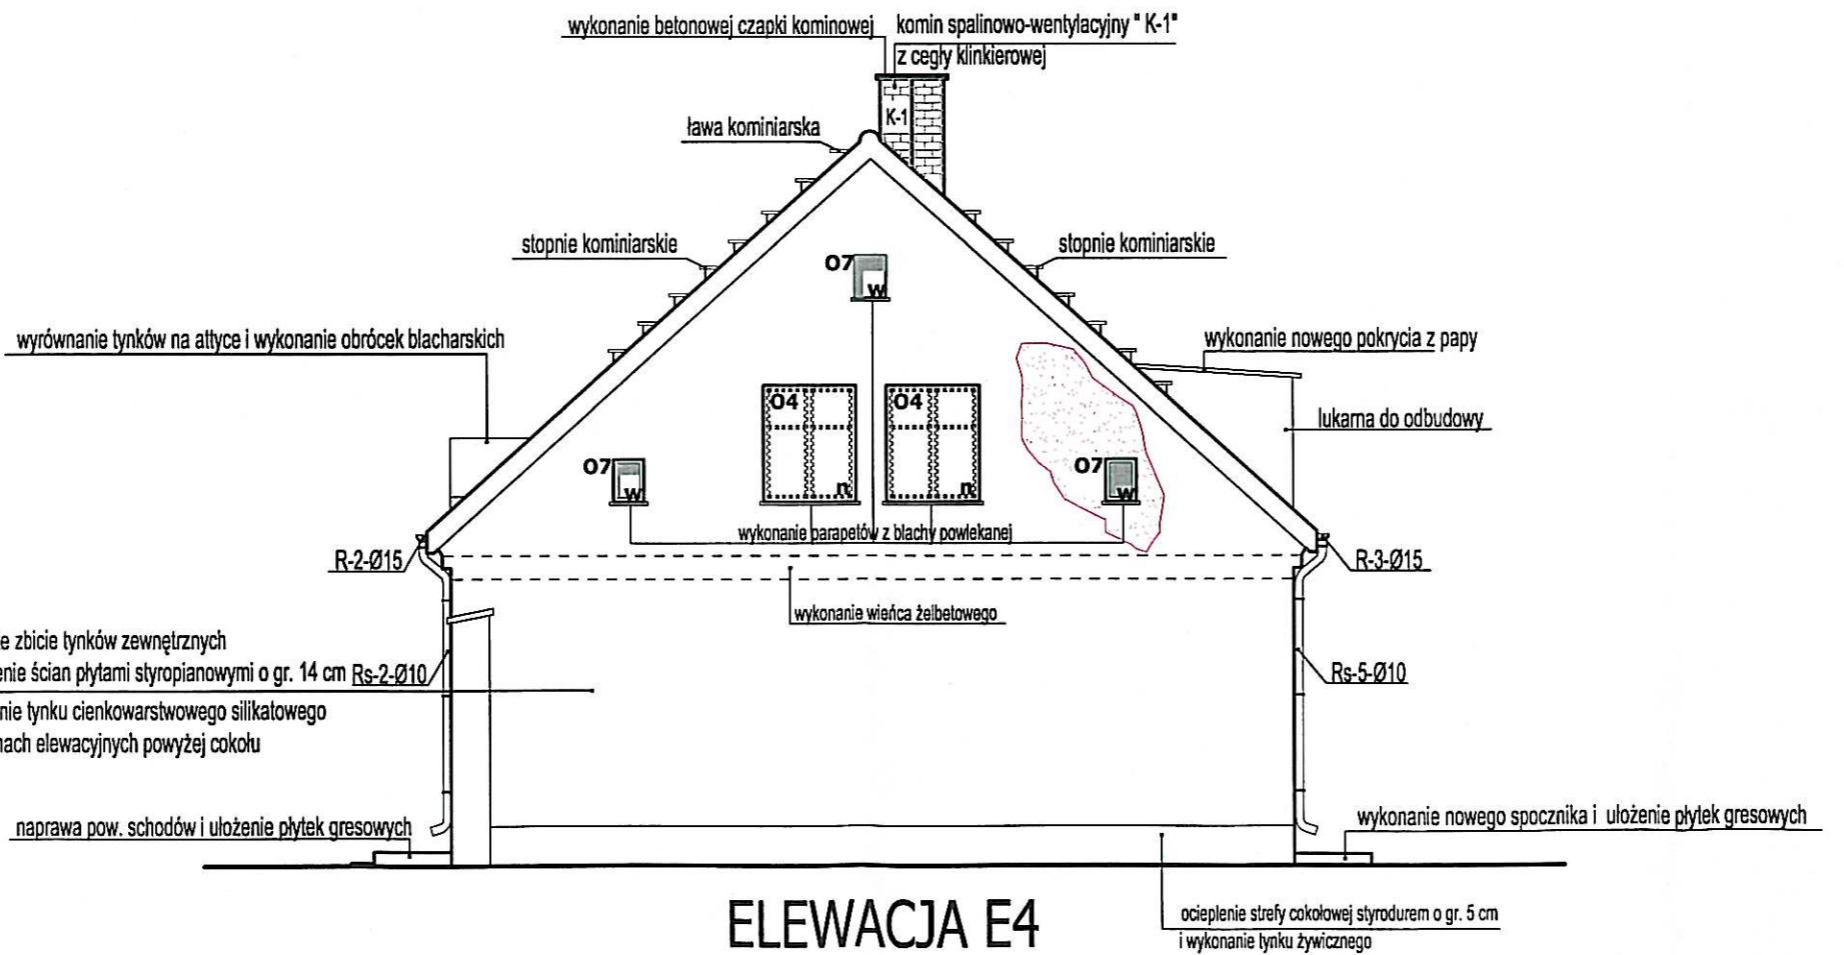 wykonanie betonowej czapki kominowej
komin spalinowo-wentylacyjny " K-1"
z cegły klinkierowej
K-1
ława kominiarska
stopnie kominiarskie
stopnie kominiarskie
O7
w
wyrównanie tynków na attyce i wykonanie obrócek blacharskich
wykonanie nowego pokrycia z papy
O4
n
O4
n
lukarna do odbudowy
O7
w
O7
w
wykonanie parapetów z blachy powlekanej
R-2-Ø15
R-3-Ø15
wykonanie wieńca żelbetowego
zbicie tynków zewnętrznych
ścian płytami styropianowymi o gr. 14 cm
Rs-2-Ø10
Rs-5-Ø10
tynku cienkowarstwowego silikatowego
elewacyjnych powyżej cokołu
naprawa pow. schodów i ułożenie płytek gresowych
wykonanie nowego spocznika i ułożenie płytek gresowych
ocieplenie strefy cokołowej styrodurem o gr. 5 cm
i wykonanie tynku żywicznego
ELEWACJA E4